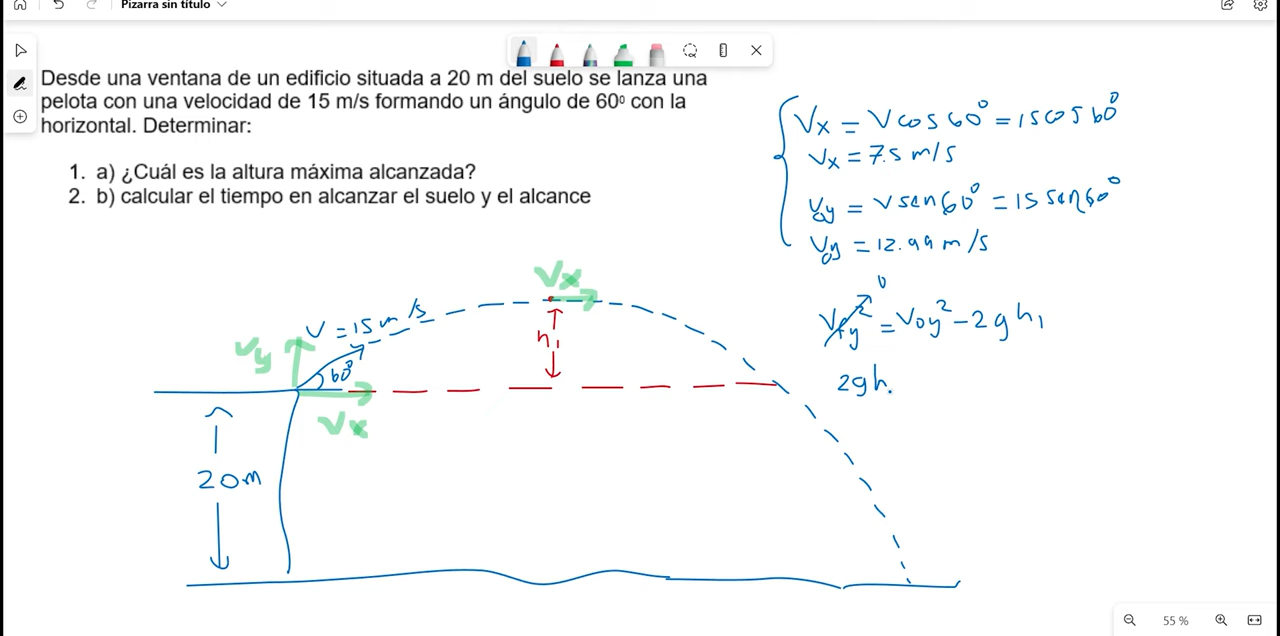 Pizarra sin título
Desde una ventana de un edificio situada a 20 m del suelo se lanza una
pelota con una velocidad de 15 m/s formando un ángulo de 60º con la
horizontal. Determinar:
1. a) ¿Cuál es la altura máxima alcanzada?
2. b) calcular el tiempo en alcanzar el suelo y el alcance
Vx = V cos 60° = 15 cos 60°
Vx = 7.5 m/s
Voy = V sen 60° = 15 sen 60°
Voy = 12.99 m/s
0
Vfy² = Voy² - 2gh₁
2gh.
Vx
V = 15 m/s
Vy
60°
h₁
Vx
20m
55 %